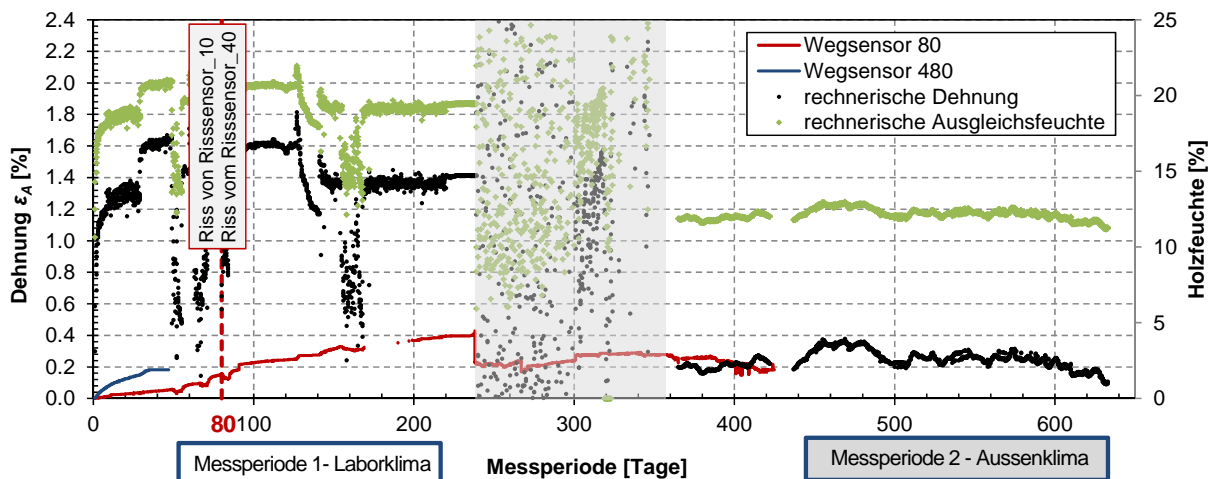 2.4
2.2
2.0
1.8
1.6
1.4
1.2
1.0
0.8
0.6
0.4
0.2
0.0
Dehnung εA [%]
Riss von Risssensor_10
Riss vom Risssensor_40
Wegsensor 80
Wegsensor 480
rechnerische Dehnung
rechnerische Ausgleichsfeuchte
25
20
15
10
5
0
Holzfeuchte [%]
0
80
100
200
300
400
500
600
Messperiode 1- Laborklima
Messperiode [Tage]
Messperiode 2 - Aussenklima